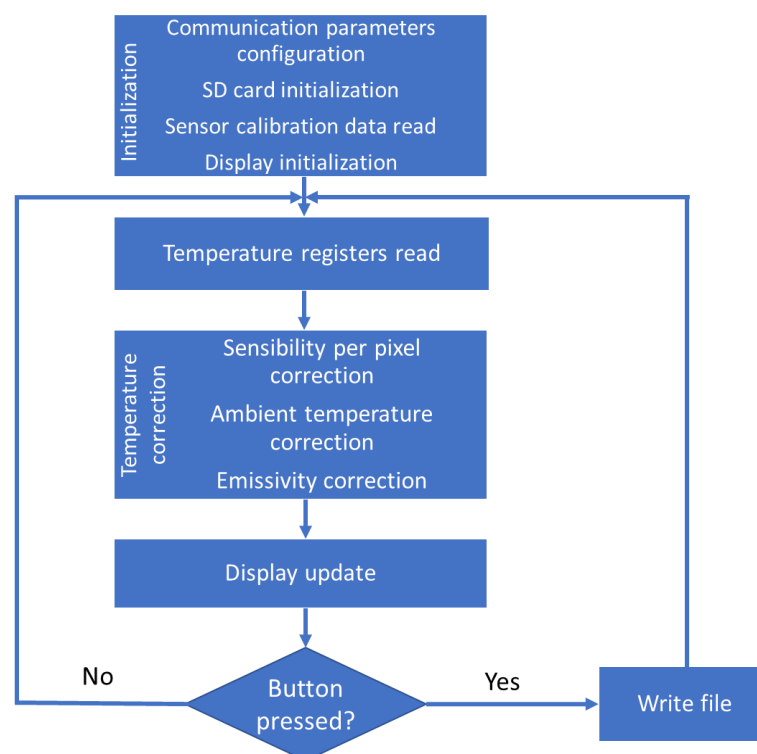 Initialization
Communication parameters
configuration
SD card initialization
Sensor calibration data read
Display initialization
Temperature registers read
Temperature
correction
Sensibility per pixel
correction
Ambient temperature
correction
Emissivity correction
Display update
No
Button
pressed?
Yes
Write file